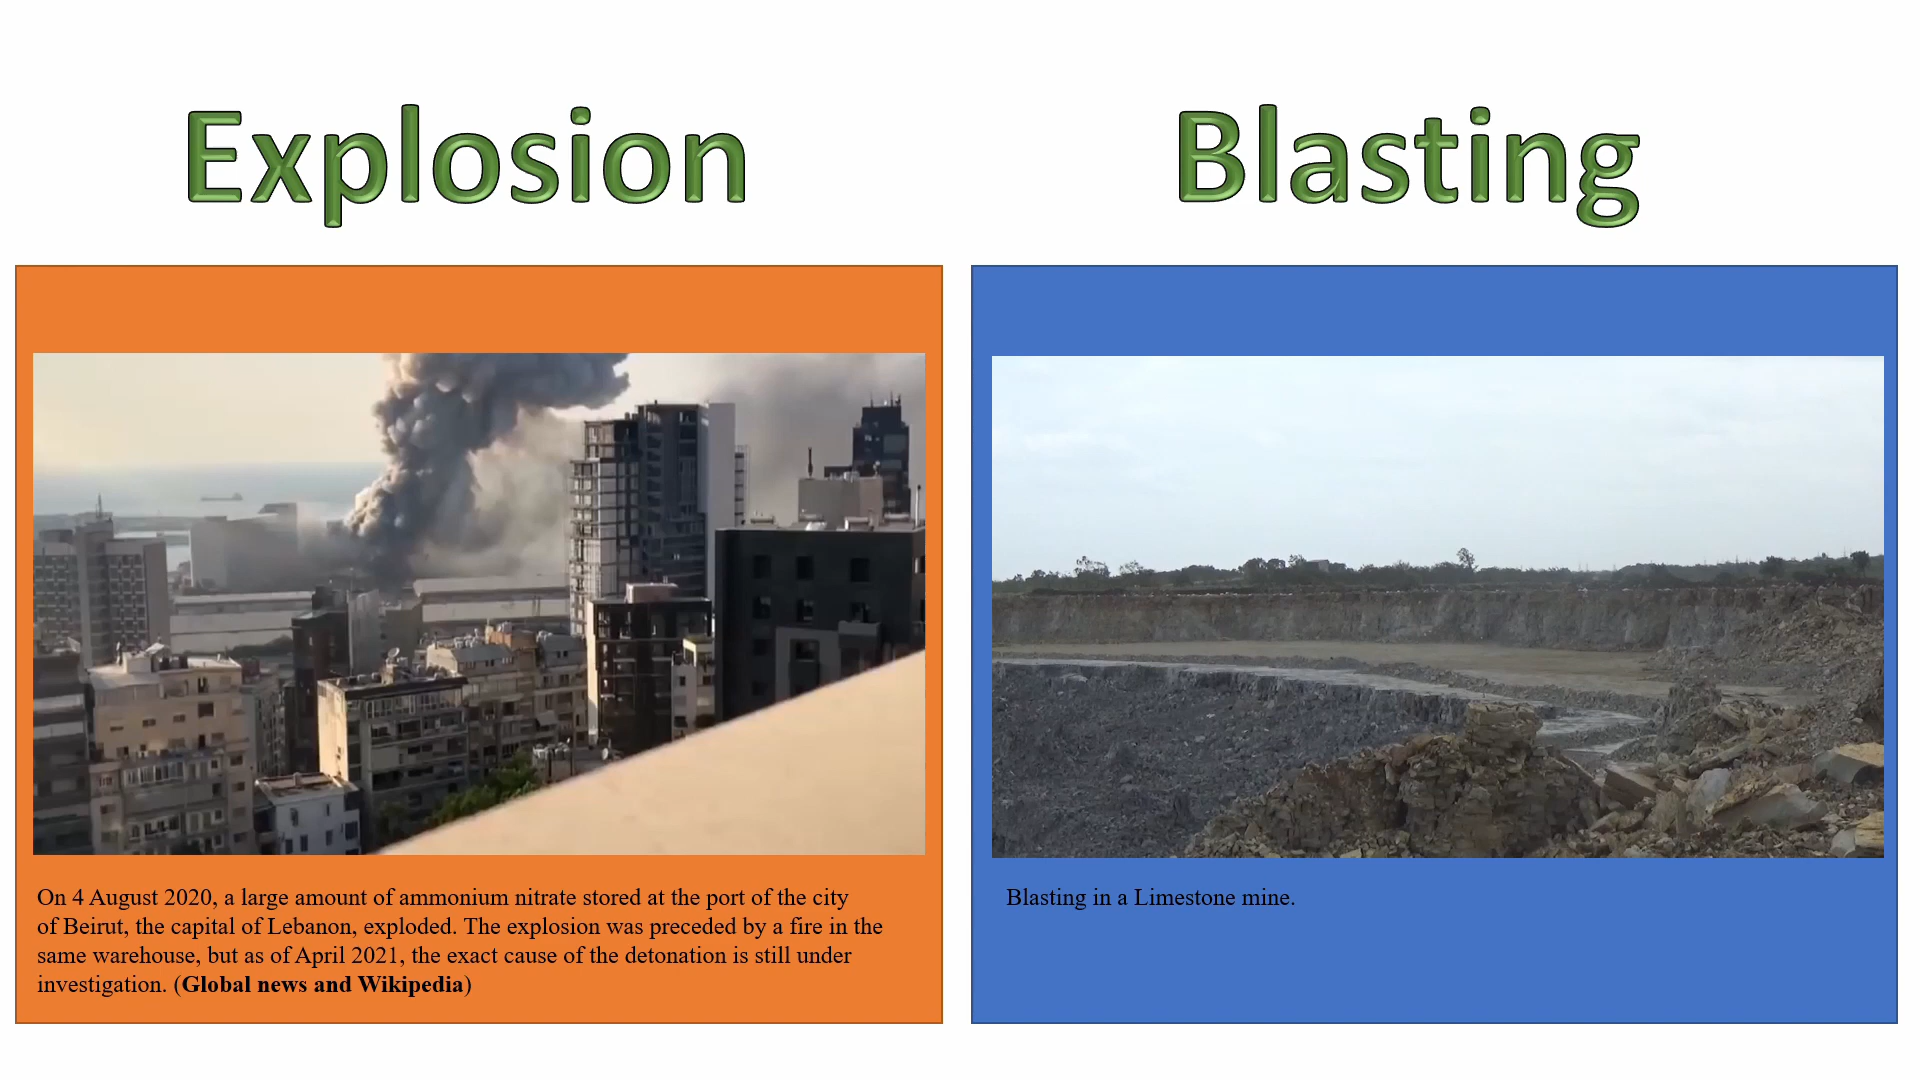 Explosion
Blasting
On 4 August 2020, a large amount of ammonium nitrate stored at the port of the city
of Beirut, the capital of Lebanon, exploded. The explosion was preceded by a fire in the
same warehouse, but as of April 2021, the exact cause of the detonation is still under
investigation. (Global news and Wikipedia)
Blasting in a Limestone mine.